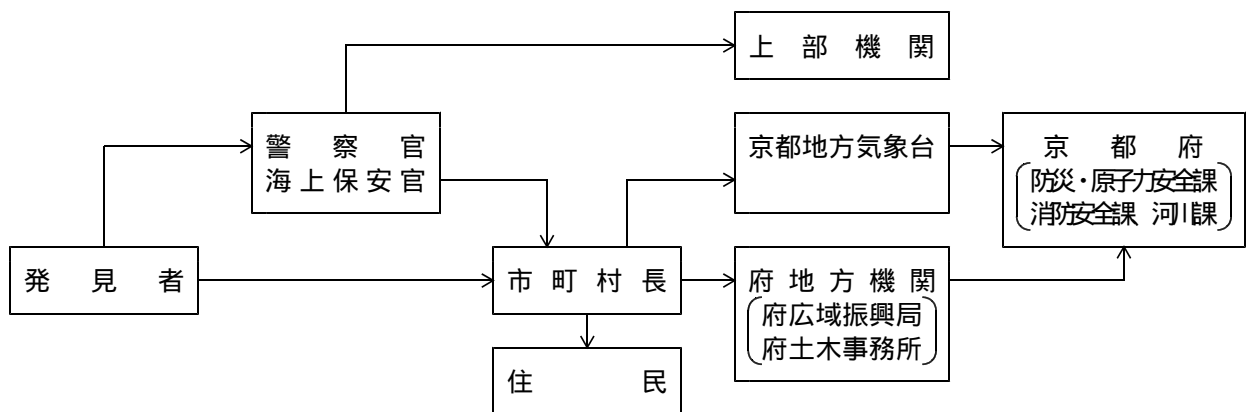 上部機関
警察官
海上保安官
京都地方気象台
京都府
(防災・原子力安全課
消防安全課、河川課)
発見者
市町村長
府地方機関
(府広域振興局
府土木事務所)
住民